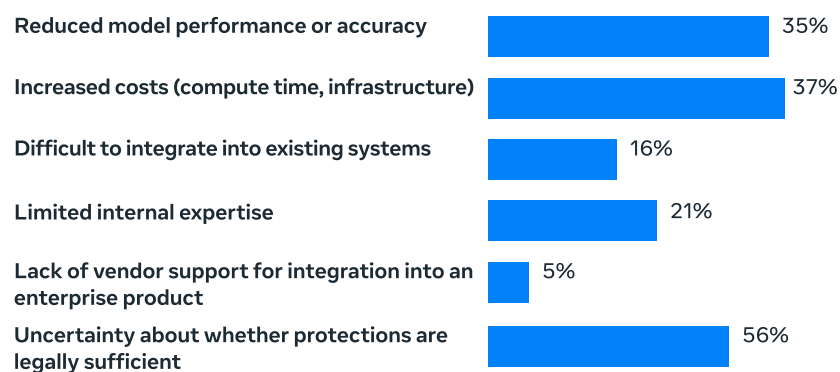 Reduced model performance or accuracy 35%
Increased costs (compute time, infrastructure) 37%
Difficult to integrate into existing systems 16%
Limited internal expertise 21%
Lack of vendor support for integration into an 5%
enterprise product
Uncertainty about whether protections are 56%
legally sufficient